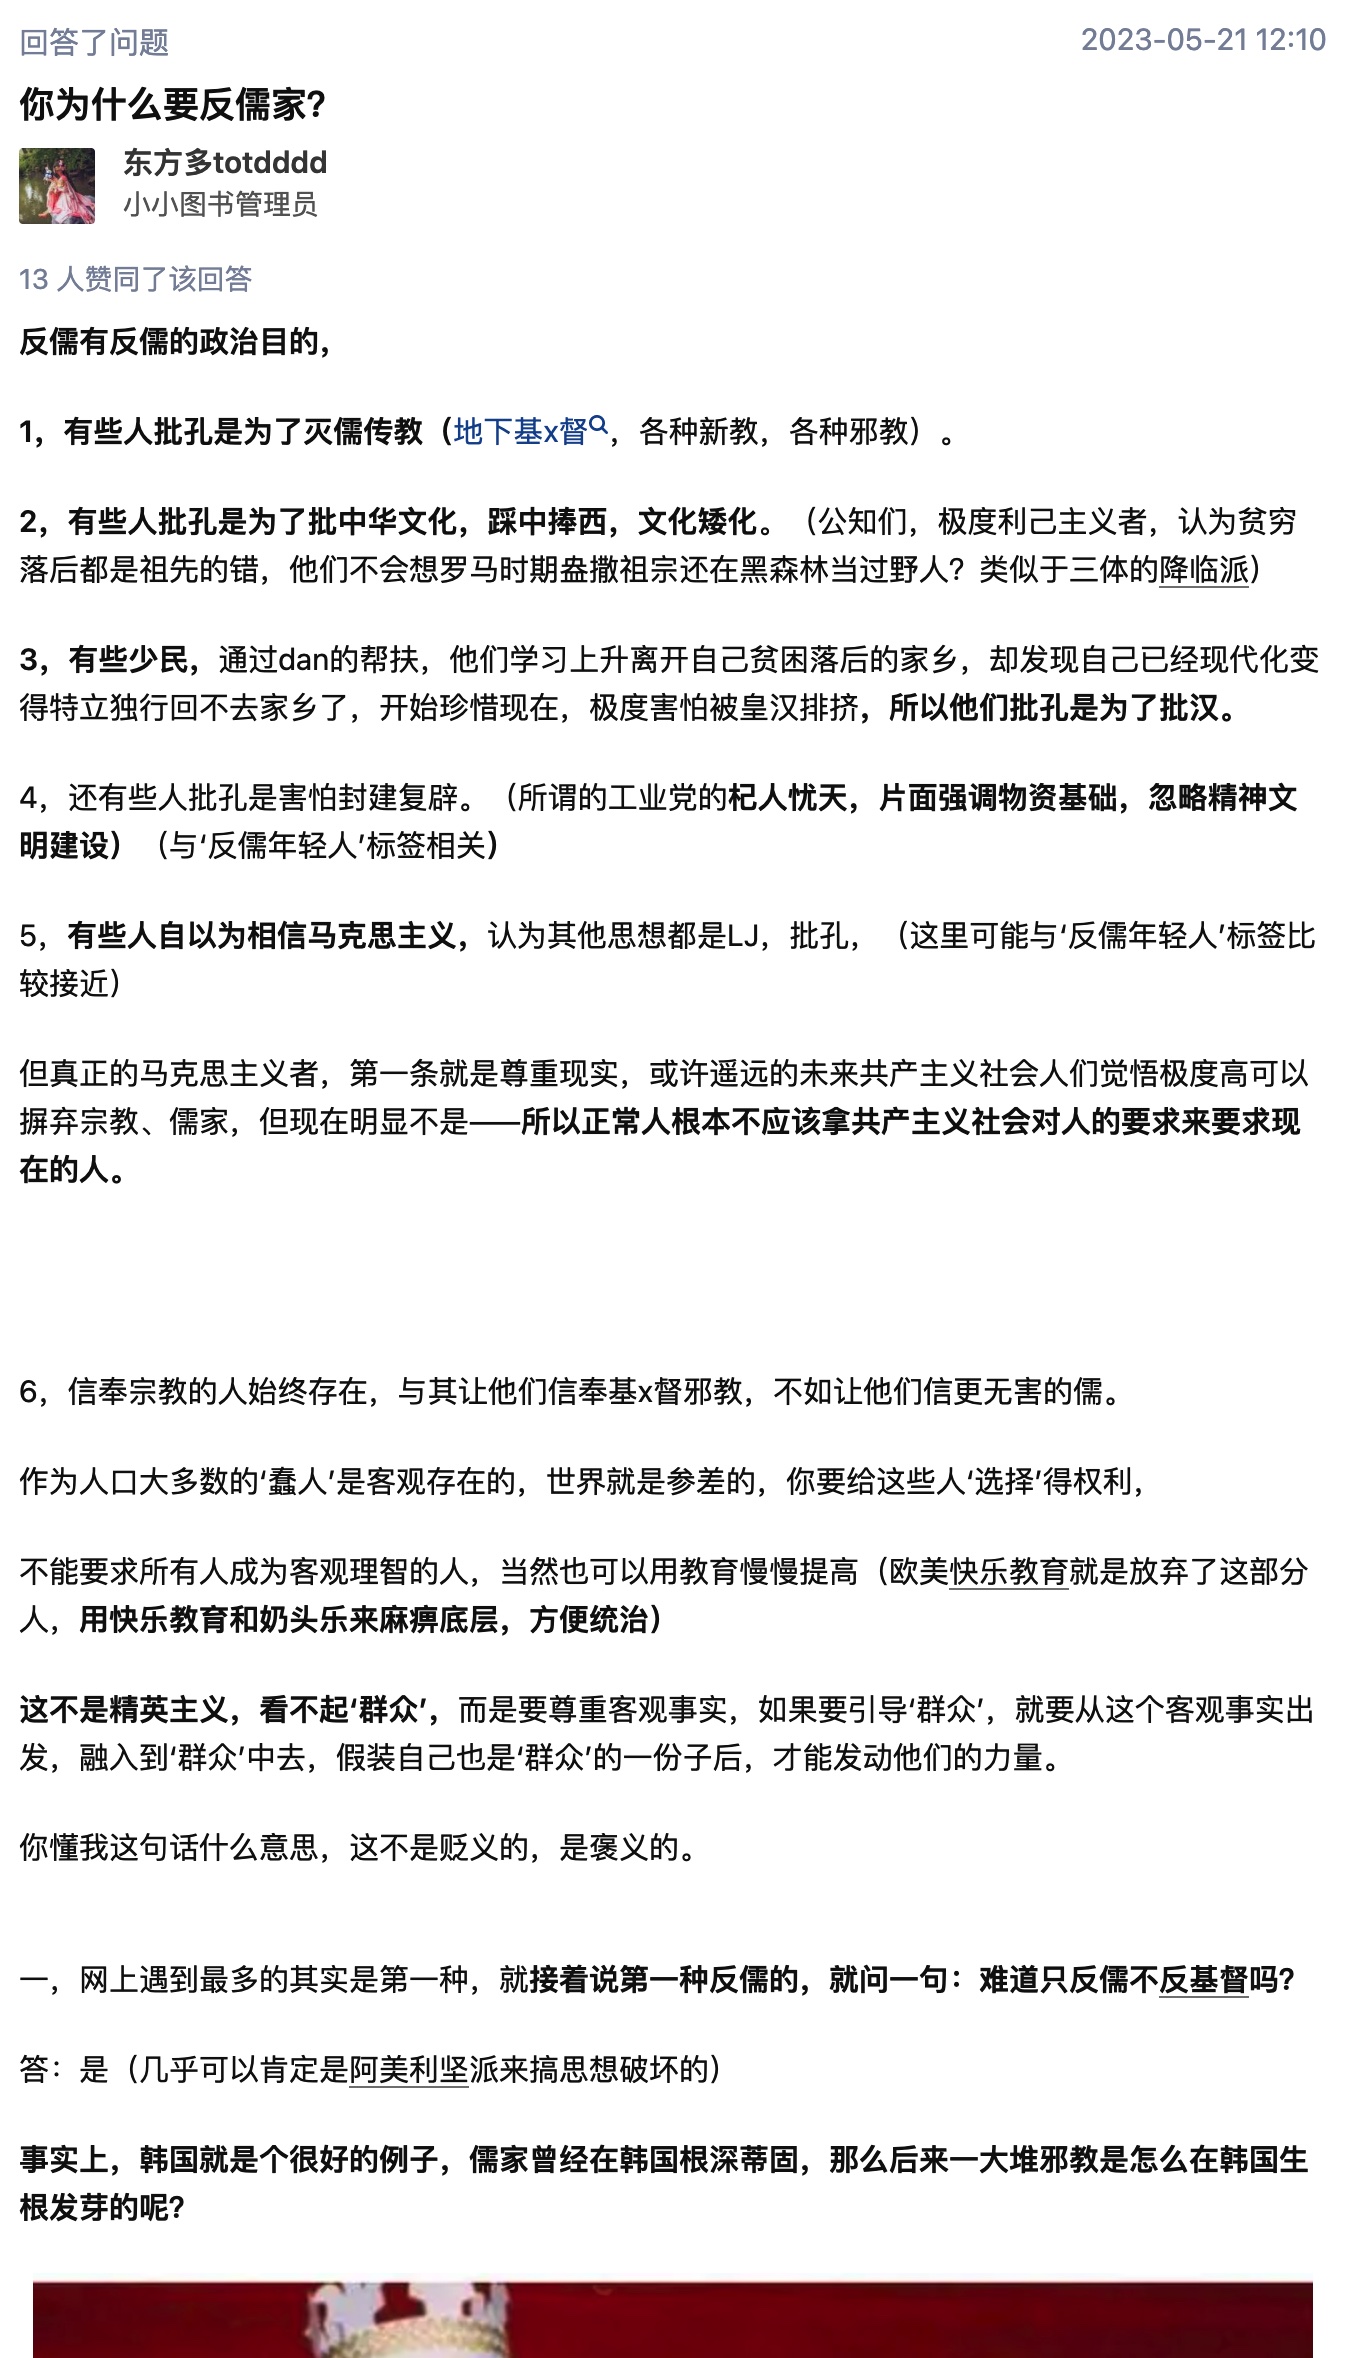 回答了问题
2023-05-21 12:10
你为什么要反儒家?
东方多totdddd
小小图书管理员
13 人赞同了该回答
反儒有反儒的政治目的，
1，有些人批孔是为了灭儒传教（地下基x督，各种新教，各种邪教）。
2，有些人批孔是为了批中华文化，踩中捧西，文化矮化。（公知们，极度利己主义者，认为贫穷
落后都是祖先的错，他们不会想罗马时期盎撒祖宗还在黑森林当过野人？类似于三体的降临派）
3，有些少民，通过dan的帮扶，他们学习上升离开自己贫困落后的家乡，却发现自己已经现代化变
得特立独行回不去家乡了，开始珍惜现在，极度害怕被皇汉排挤，所以他们批孔是为了批汉。
4，还有些人批孔是害怕封建复辟。（所谓的工业党的杞人忧天，片面强调物资基础，忽略精神文
明建设）（与‘反儒年轻人’标签相关）
5，有些人自以为相信马克思主义，认为其他思想都是LJ，批孔，（这里可能与‘反儒年轻人’标签比
较接近）
但真正的马克思主义者，第一条就是尊重现实，或许遥远的未来共产主义社会人们觉悟极度高可以
摒弃宗教、儒家，但现在明显不是——所以正常人根本不应该拿共产主义社会对人的要求来要求现
在的人。
6，信奉宗教的人始终存在，与其让他们信奉基x督邪教，不如让他们信更无害的儒。
作为人口大多数的‘蠢人’是客观存在的，世界就是参差的，你要给这些人‘选择’得权利，
不能要求所有人成为客观理智的人，当然也可以用教育慢慢提高（欧美快乐教育就是放弃了这部分
人，用快乐教育和奶头乐来麻痹底层，方便统治）
这不是精英主义，看不起‘群众’，而是要尊重客观事实，如果要引导‘群众’，就要从这个客观事实出
发，融入到‘群众’中去，假装自己也是‘群众’的一份子后，才能发动他们的力量。
你懂我这句话什么意思，这不是贬义的，是褒义的。
一，网上遇到最多的其实是第一种，就接着说第一种反儒的，就问一句：难道只反儒不反基督吗?
答：是（几乎可以肯定是阿美利坚派来搞思想破坏的）
事实上，韩国就是个很好的例子，儒家曾经在韩国根深蒂固，那么后来一大堆邪教是怎么在韩国生
根发芽的呢?